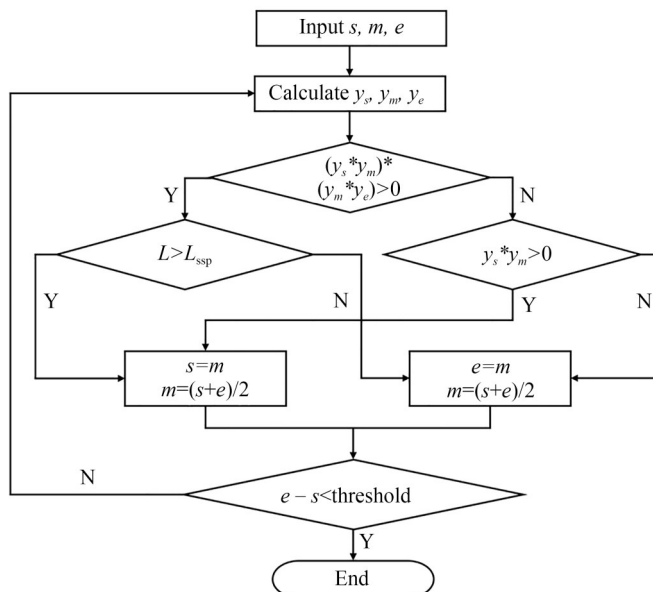 Input s, m, e
Calculate yₛ, yₘ, yₑ
(yₛ*yₘ)*
(yₘ*yₑ)>0
Y
N
L>Lₛₛₚ
yₛ*yₘ>0
Y
N
Y
N
s=m
m=(s+e)/2
e=m
m=(s+e)/2
N
e – s<threshold
Y
End